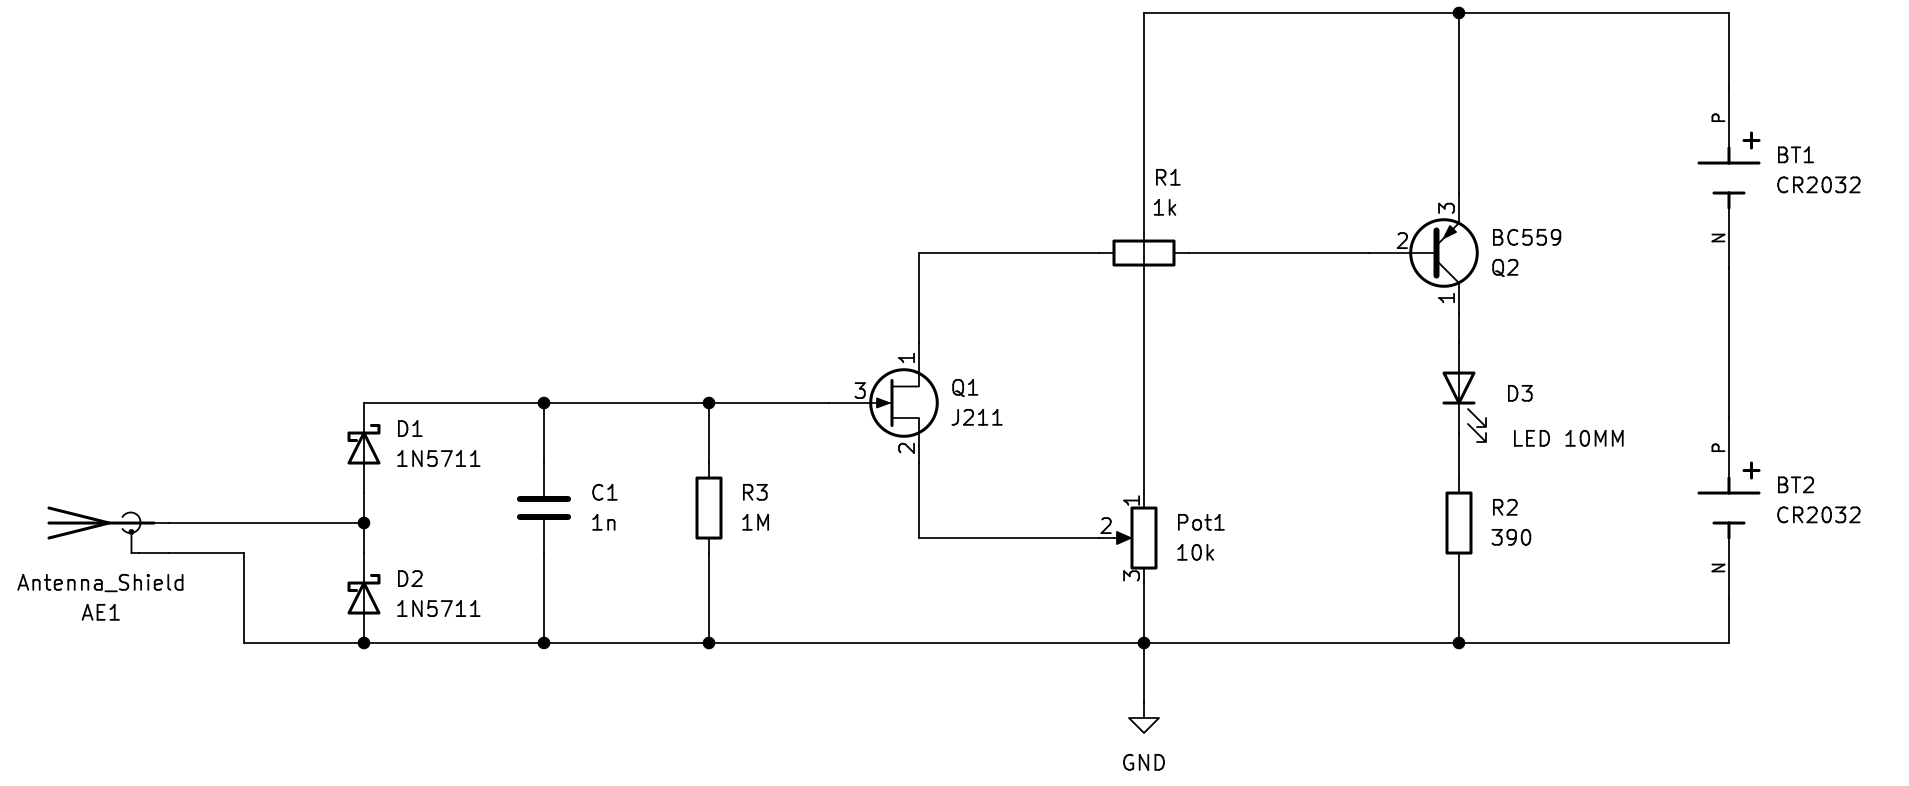 P
+
BT1
CR2032
N
R1
1k
3
2
BC559
Q2
1
1
3
Q1
J211
2
D3
LED 10MM
D1
1N5711
C1
1n
R3
1M
1
2
Pot1
10k
3
R2
390
P
+
BT2
CR2032
N
Antenna_Shield
AE1
D2
1N5711
GND